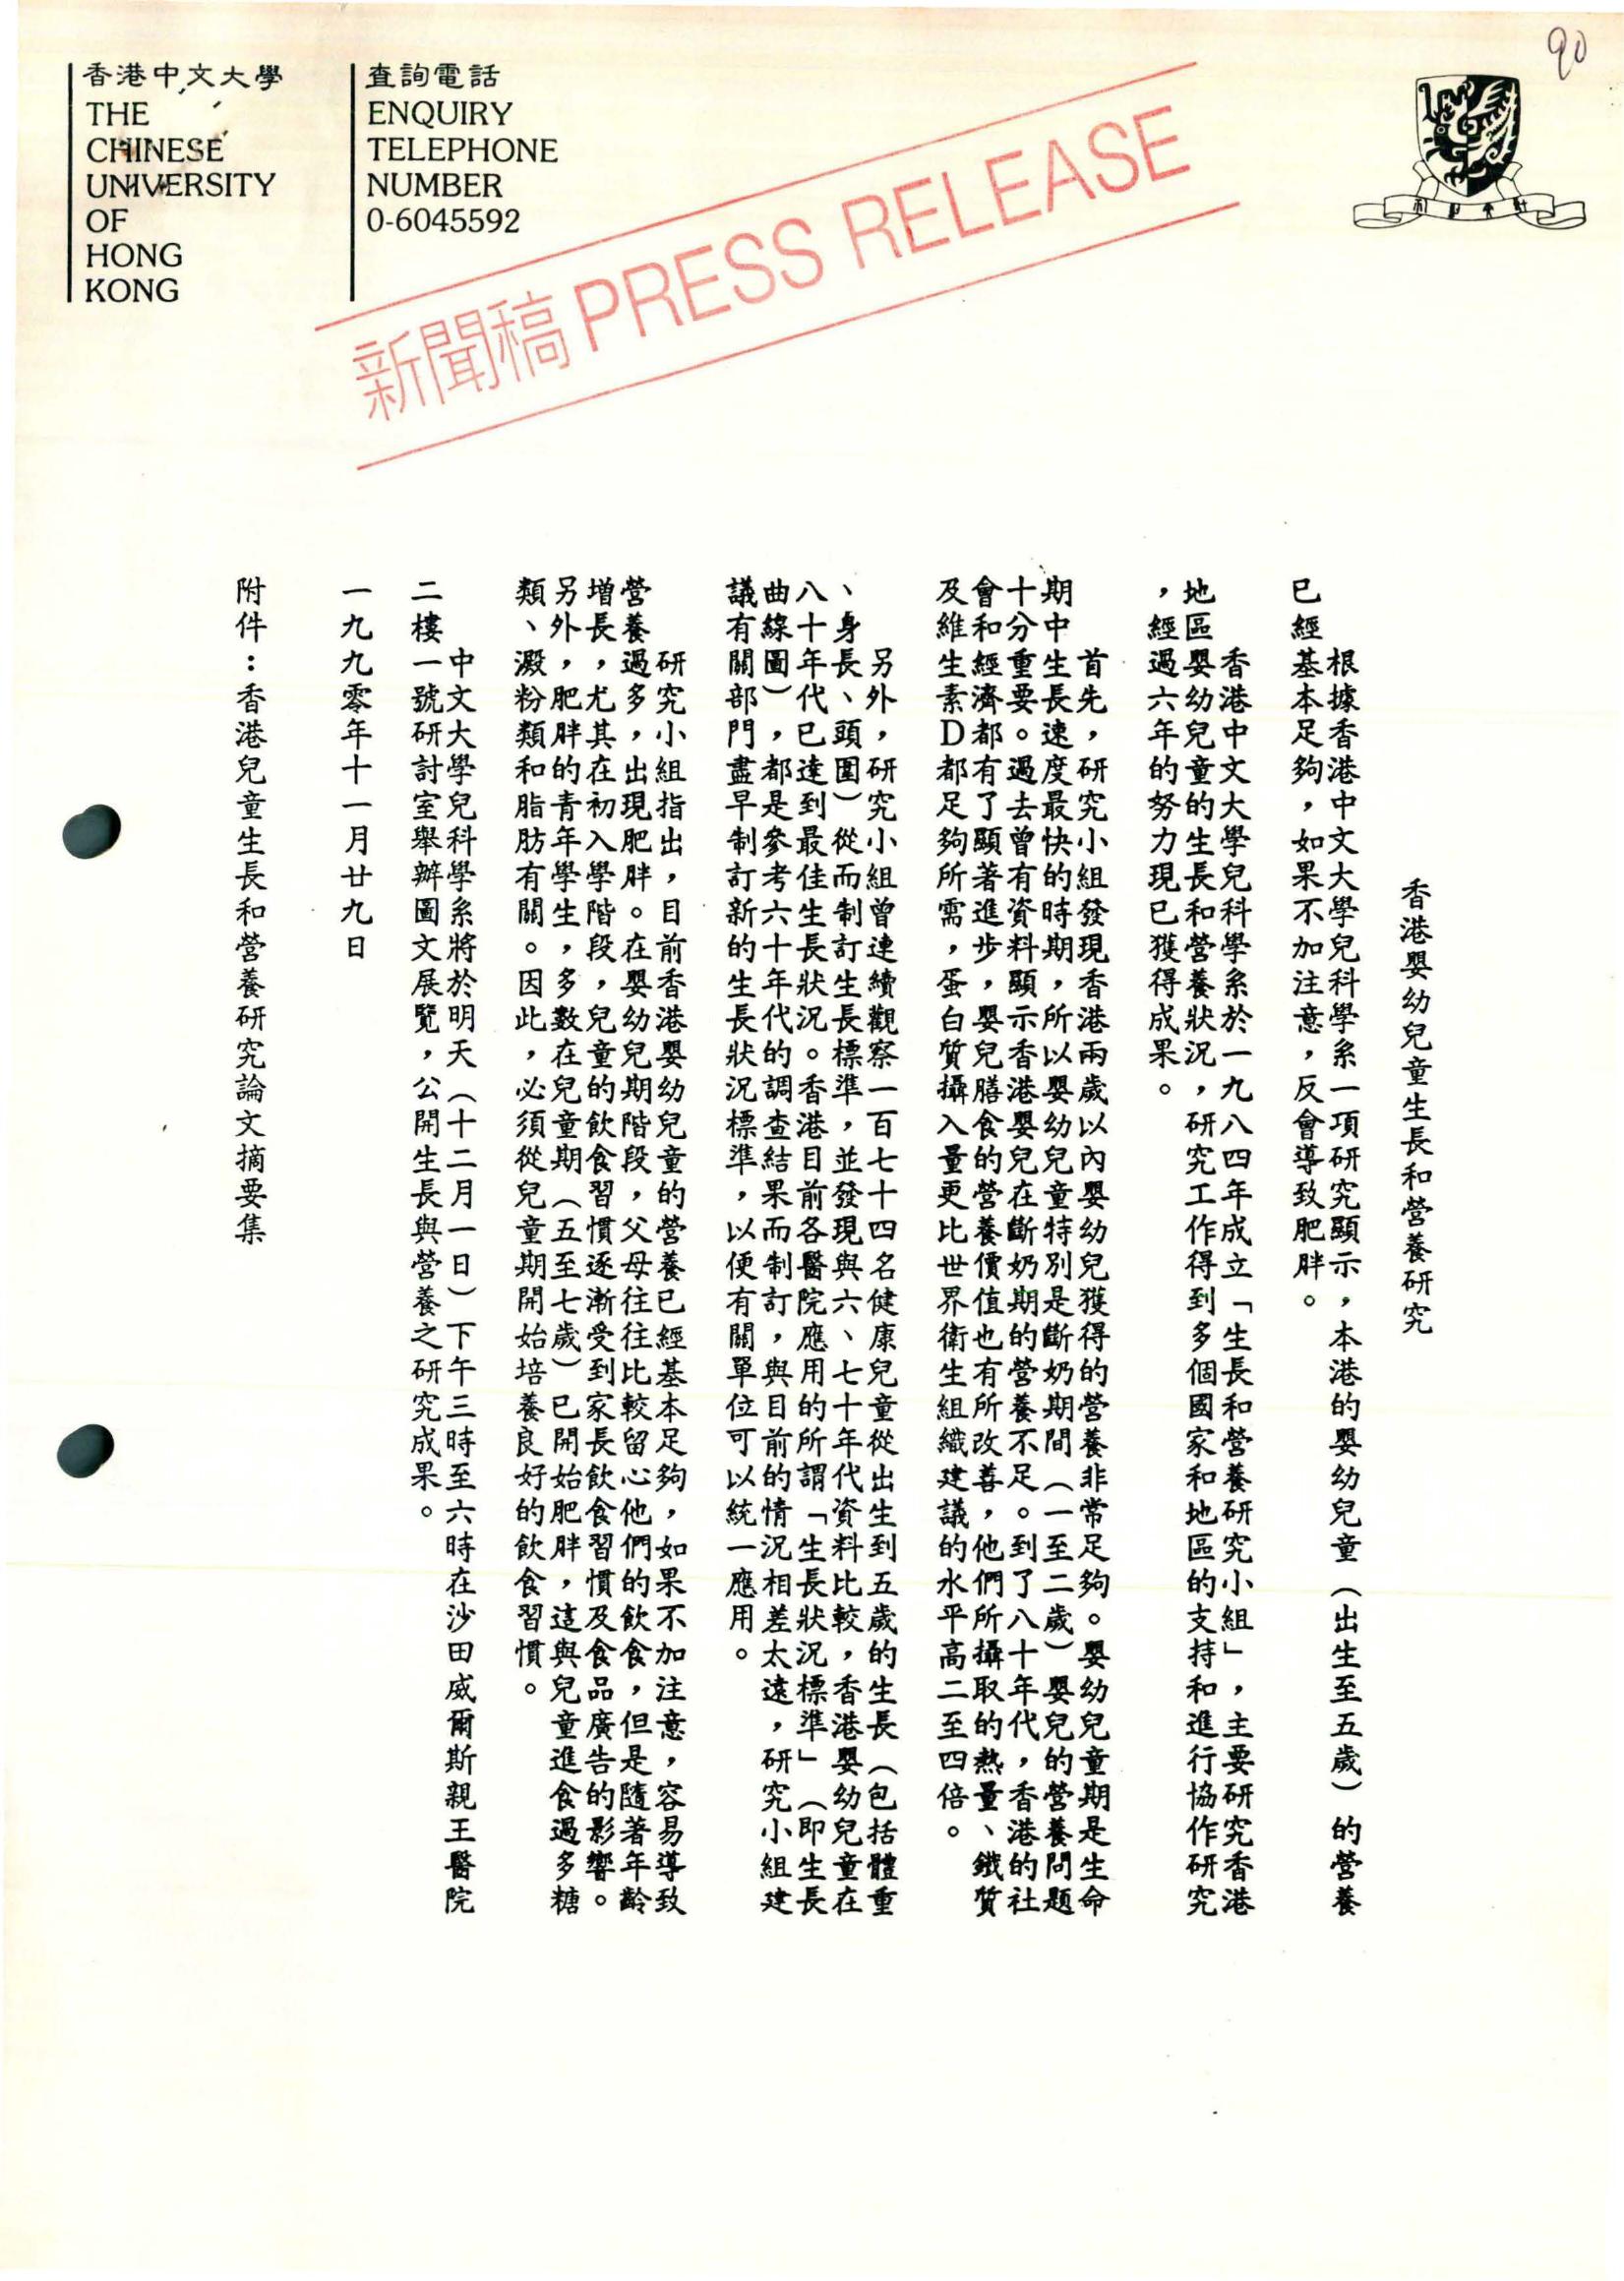 90
香港中文大學
THE
CHINESE
UNIVERSITY
OF
HONG
KONG
查詢電話
ENQUIRY
TELEPHONE
NUMBER
0-6045592
新聞稿 PRESS RELEASE
香港嬰幼兒童生長和營養研究
根據香港中文大學兒科學系一項研究顯示，本港的嬰幼兒童（出生至五歲）的營養
已經基本足夠，如果不加注意，反會導致肥胖。
香港中文大學兒科學系於一九八四年成立「生長和營養研究小組」，主要研究香港
地區嬰幼兒童的生長和營養狀況，研究工作得到多個國家和地區的支持和進行協作研究
，經過六年的努力現已獲得成果。
首先，研究小組發現香港兩歲以內嬰幼兒獲得的營養非常足夠。嬰幼兒童期是生命
期中生長速度最快的時期，所以嬰幼兒童特別是斷奶期間（一至二歲）嬰兒的營養問題
十分重要。過去曾有資料顯示香港嬰兒在斷奶期的營養不足。到了八十年代，香港的社
會和經濟都有了顯著進步，嬰兒膳食的營養價值也有所改善，他們所攝取的熱量、鐵質
及維生素D都足夠所需，蛋白質攝入量更比世界衛生組織建議的水平高二至四倍。
另外，研究小組曾連續觀察一百七十四名健康兒童從出生到五歲的生長（包括體重
、身長、頭圍）從而制訂生長標準，並發現與六、七十年代資料比較，香港嬰幼兒童在
八十年代已達到最佳生長狀況。香港目前各醫院應用的所謂「生長狀況標準」（即生長
曲線圖），都是參考六十年代的調查結果而制訂，與目前的情況相差太遠，研究小組建
議有關部門盡早制訂新的生長狀況標準，以便有關單位可以統一應用。
研究小組指出，目前香港嬰幼兒童的營養已經基本足夠，如果不加注意，容易導致
營養過多，出現肥胖。在嬰幼兒期階段，父母往往比較留心他們的飲食，但是隨著年齡
增長，尤其在初入學階段，兒童的飲食習慣逐漸受到家長飲食習慣及食品廣告的影響。
另外，肥胖的青年學生，多數在兒童期（五至七歲）已開始肥胖，這與兒童進食過多糖
類、澱粉類和脂肪有關。因此，必須從兒童期開始培養良好的飲食習慣。
中文大學兒科學系將於明天（十二月一日）下午三時至六時在沙田威爾斯親王醫院
二樓一號研討室舉辦圖文展覽，公開生長與營養之研究成果。
一九九零年十一月廿九日
附件：香港兒童生長和營養研究論文摘要集